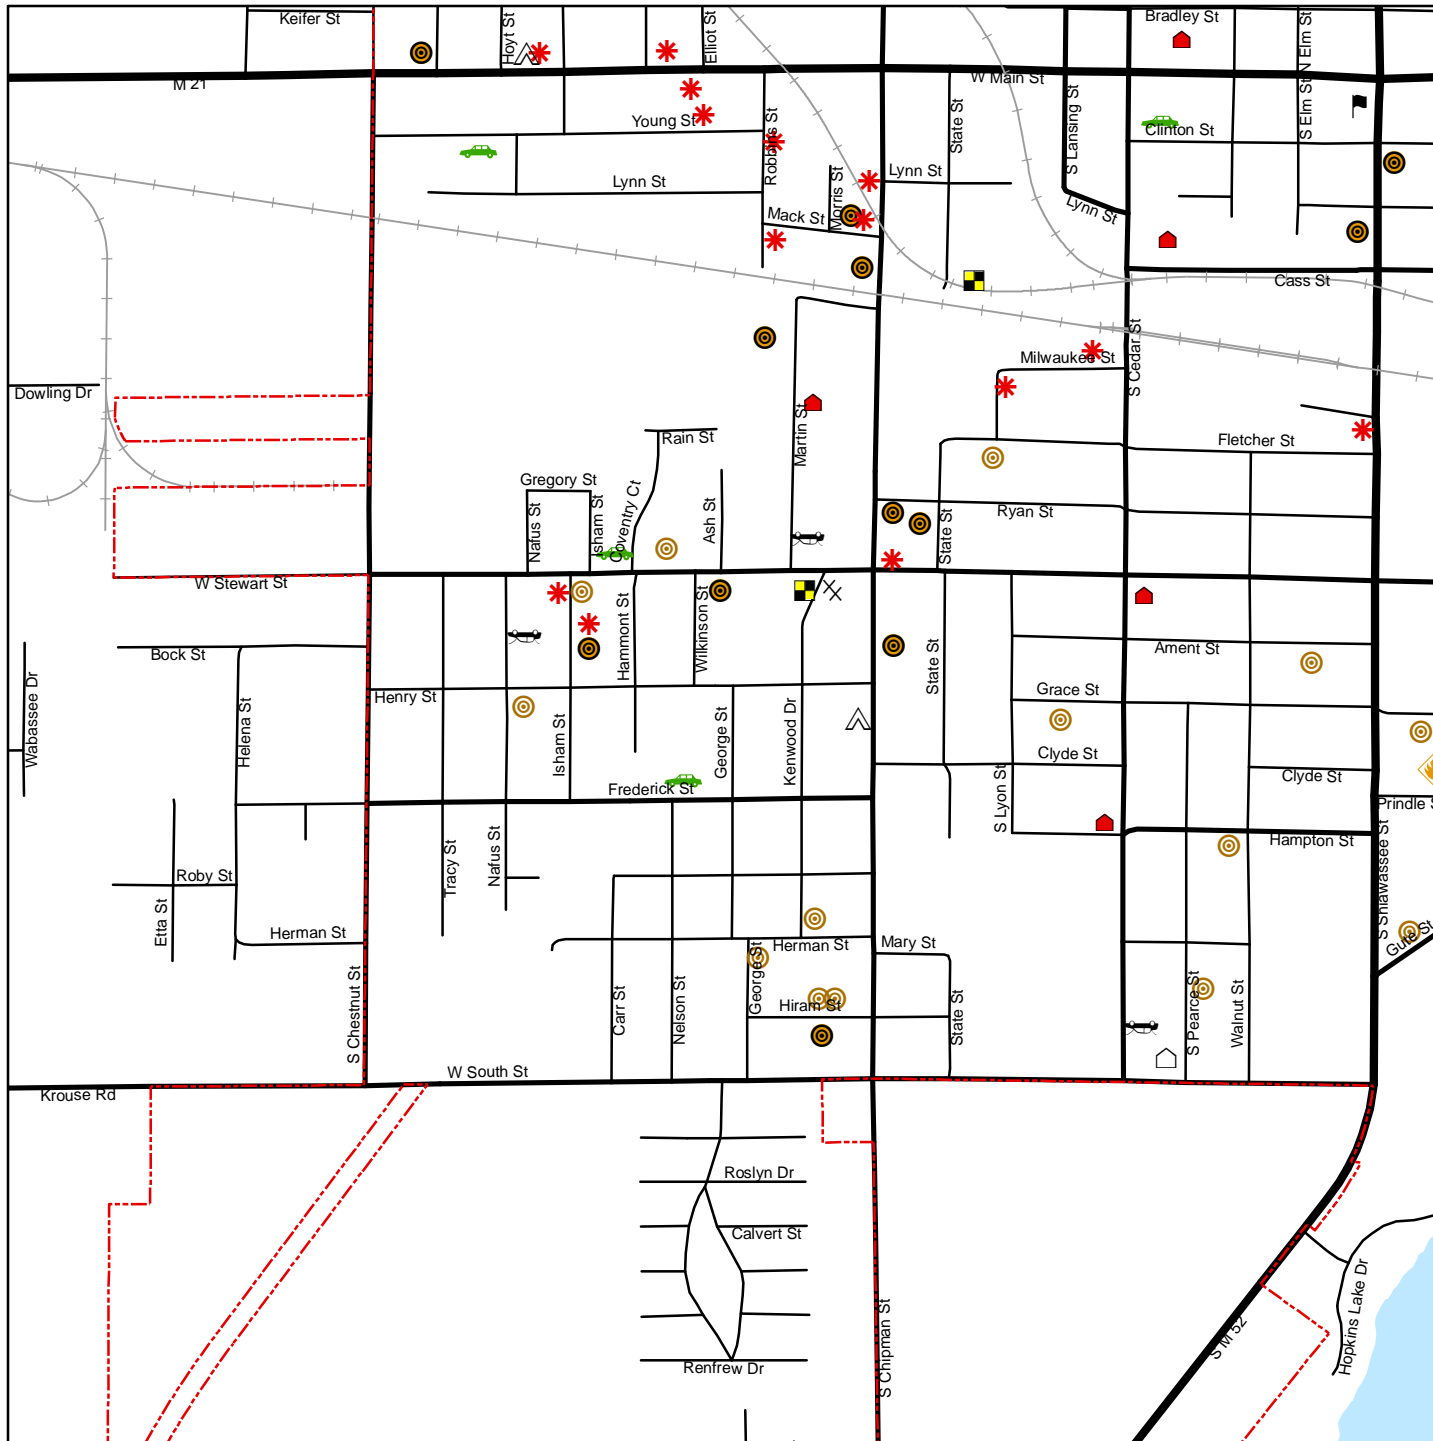 Keifer St
Hoyt St
Elliot St
Bradley St
N Elm St
M 21
W Main St
Young St
Robbins St
State St
S Lansing St
Clinton St
S Elm St
Lynn St
Morris St
Lynn St
Mack St
Lynn St
Cass St
Dowling Dr
Milwaukee St
S Cedar St
Rain St
Martin St
Fletcher St
Gregory St
Nafus St
Isham St
Coventry Ct
Ash St
Ryan St
State St
W Stewart St
Bock St
Hammont St
Wilkinson St
State St
Ament St
Wabassee Dr
Helena St
Henry St
Isham St
George St
Kenwood Dr
Grace St
Clyde St
Clyde St
Frederick St
S Lyon St
Prindle S
Tracy St
Nafus St
Hampton St
S Shiawassee St
Roby St
Etta St
Herman St
Herman St
Mary St
Gute St
S Chestnut St
Carr St
Nelson St
George St
Hiram St
State St
S Pearce St
Walnut St
W South St
Krouse Rd
Roslyn Dr
Calvert St
Renfrew Dr
S Chipman St
S M 52
Hopkins Lake Dr